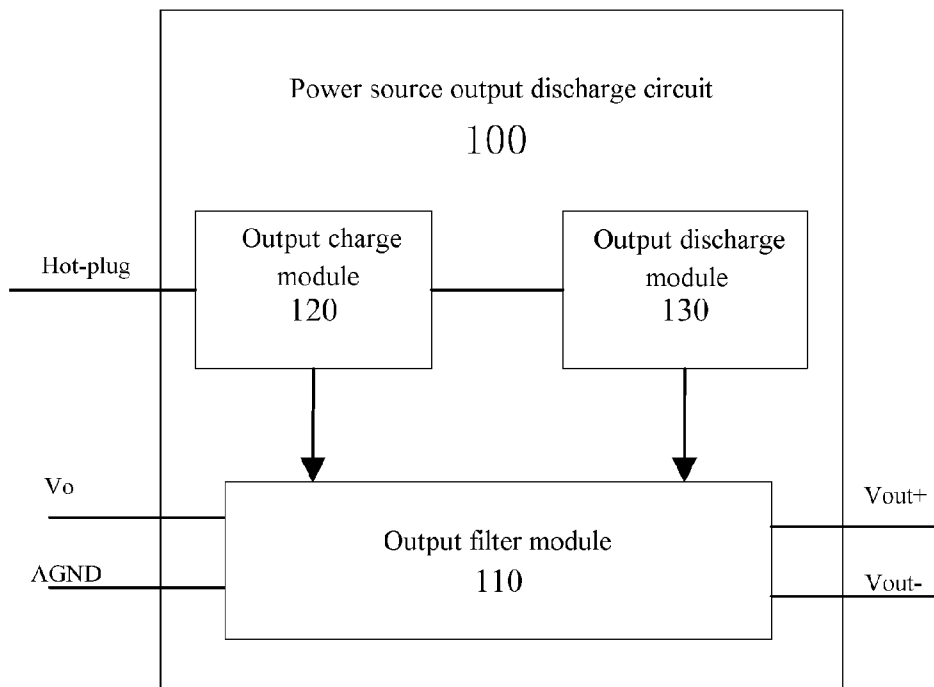 Power source output discharge circuit
100
Output charge
module
120
Output discharge
module
130
Hot-plug
Vo
AGND
Output filter module
110
Vout+
Vout-